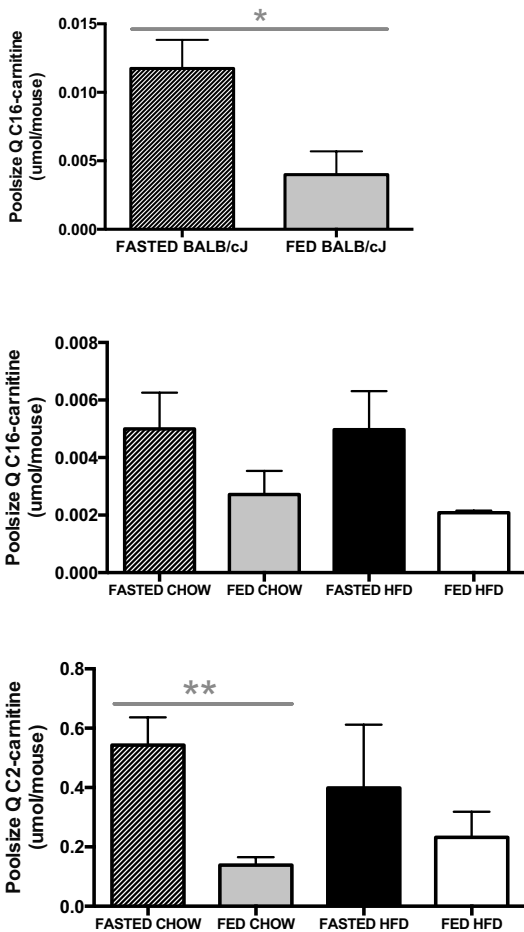 Poolsize Q C16-carnitine
(umol/mouse)
0.015
0.010
0.005
0.000
*
FASTED BALB/cJ
FED BALB/cJ
Poolsize Q C16-carnitine
(umol/mouse)
0.008
0.006
0.004
0.002
0.000
FASTED CHOW
FED CHOW
FASTED HFD
FED HFD
Poolsize Q C2-carnitine
(umol/mouse)
0.8
0.6
0.4
0.2
0.0
**
FASTED CHOW
FED CHOW
FASTED HFD
FED HFD